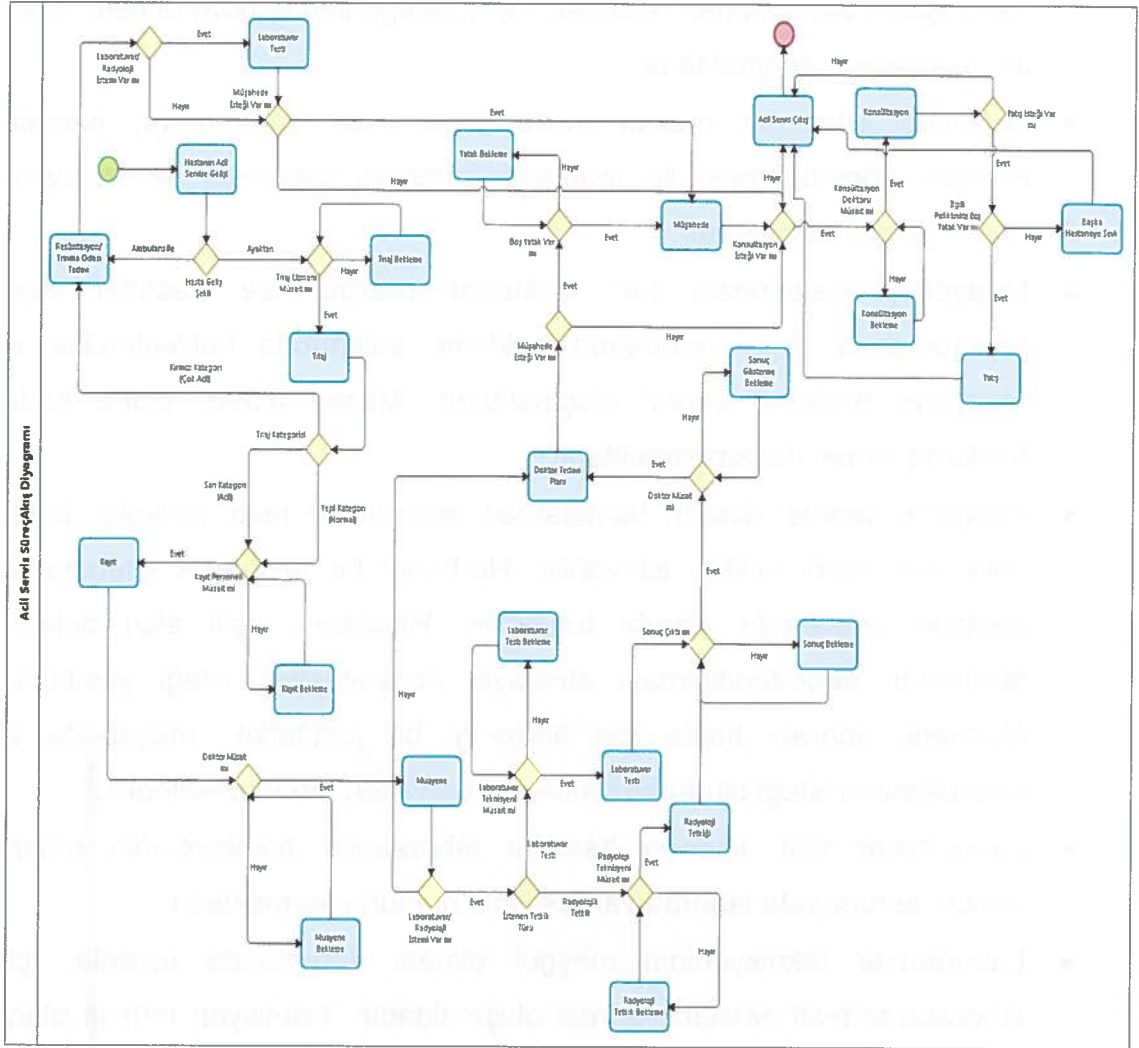 Acil Servis Süreç Akış Diyagramı
Laboratuvar/
Radyoloji
İstemi Var mı
Evet
Laboratuvar
Testi
Hayır
Müşahede
İsteği Var mı
Evet
Hayır
Hastanın Acil
Servise Gelişi
Resüsitasyon/
Travma Odası
Tedavi
Ambulans ile
Hasta Geliş
Şekli
Ayaktan
Triaj Uzmanı
Müsait mi
Hayır
Triaj Bekleme
Evet
Triaj
Kırmızı Kategori
(Çok Acil)
Triaj Kategorisi
Sarı Kategori
(Acil)
Yeşil Kategori
(Normal)
Kayıt
Evet
Kayıt Personeli
Müsait mi
Hayır
Kayıt Bekleme
Doktor Müsait
mi
Evet
Hayır
Muayene
Bekleme
Muayene
Hayır
Laboratuvar/
Radyoloji
İstemi Var mı
Evet
İstenen Tetkik
Türü
Laboratuvar
Testi
Radyolojik
Tetkik
Laboratuvar
Testi Bekleme
Hayır
Laboratuvar
Teknisyeni
Müsait mi
Evet
Laboratuvar
Testi
Radyoloji
Teknisyeni
Müsait mi
Evet
Radyoloji
Tetkiki
Hayır
Radyoloji
Tetkik Bekleme
Sonuç Çıktı mı
Hayır
Sonuç Bekleme
Evet
Doktor Müsait
mi
Hayır
Sonuç
Gösterme
Bekleme
Evet
Doktor Tedavi
Planı
Müşahede
İsteği Var mı
Hayır
Evet
Boş Yatak Var
mı
Hayır
Yatak Bekleme
Evet
Müşahede
Konsültasyon
İsteği Var mı
Hayır
Evet
Acil Servis Çıkış
Konsültasyon
Doktoru
Müsait mi
Evet
Konsültasyon
Hayır
Konsültasyon
Bekleme
Yatış İsteği Var
mı
Hayır
Evet
İlgili
Poliklinikte Boş
Yatak Var mı
Hayır
Başka
Hastaneye Sevk
Evet
Yatış